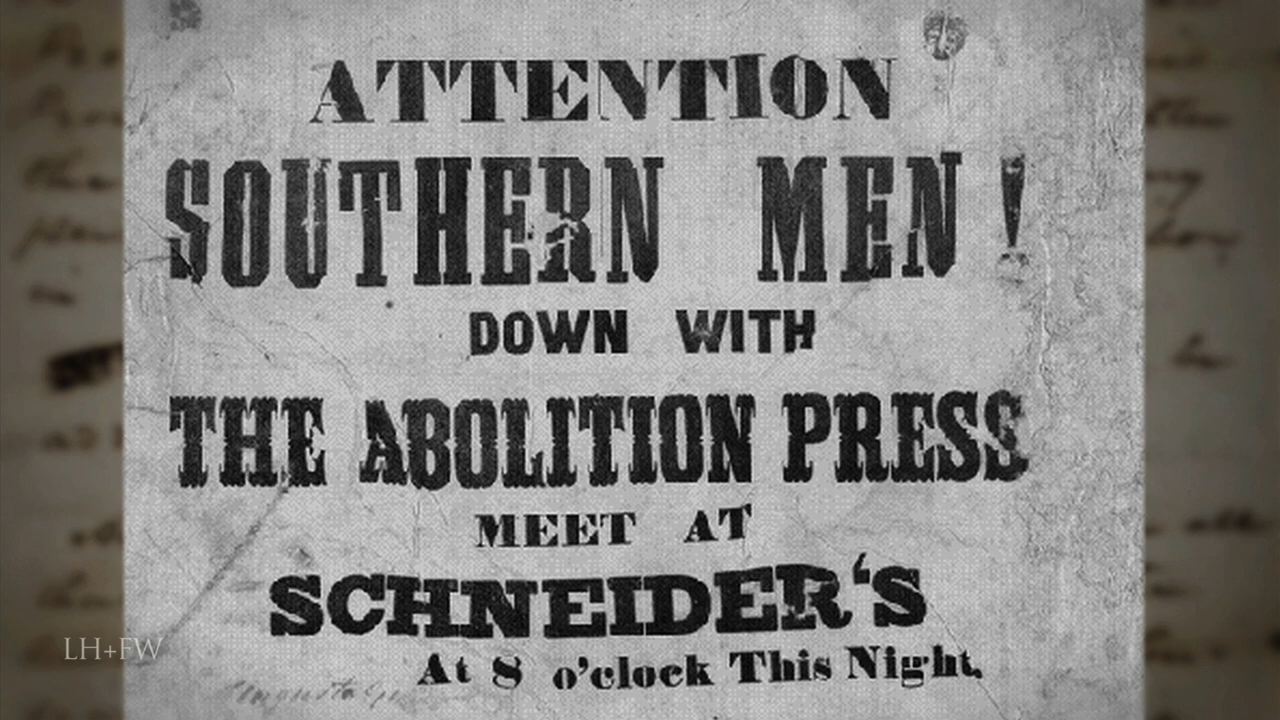 ATTENTION
SOUTHERN MEN!
DOWN WITH
THE ABOLITION PRESS
MEET AT
SCHNEIDER'S
At 8 o'clock This Night.
LH+FW